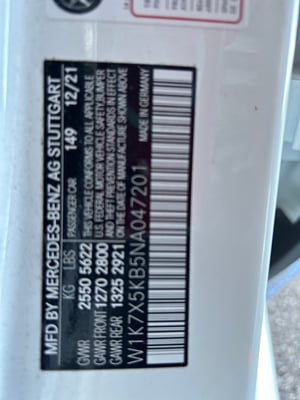 MFD BY MERCEDES-BENZ AG STUTTGART
PASSENGER CAR 149 12/21
KG LBS
GVWR 2550 5622
GAWR FRONT 1270 2800
GAWR REAR 1325 2921
THIS VEHICLE CONFORMS TO ALL APPLICABLE
U.S. FEDERAL MOTOR VEHICLE SAFETY, BUMPER
AND THEFT PREVENTION STANDARDS IN EFFECT
ON THE DATE OF MANUFACTURE SHOWN ABOVE.
W1K7X5KB5NA047201
MADE IN GERMANY